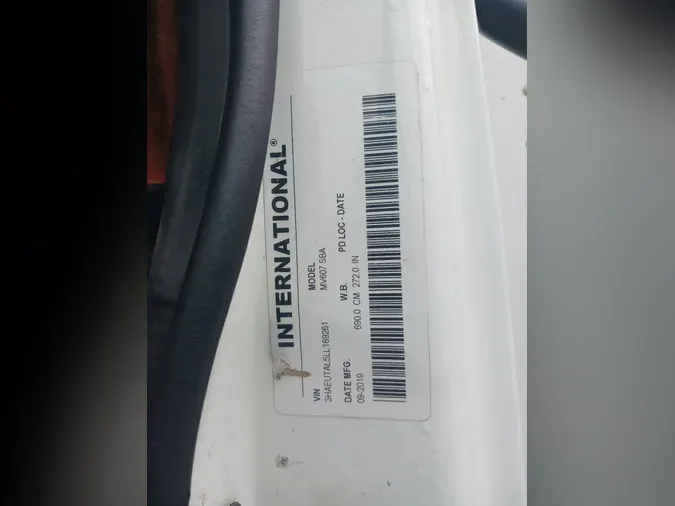 INTERNATIONAL®
VIN MODEL
3HAEUTAL5LL169261 MV607 SBA
DATE MFG. W.B. PD LOC - DATE
09-2019 690.0 CM 272.0 IN